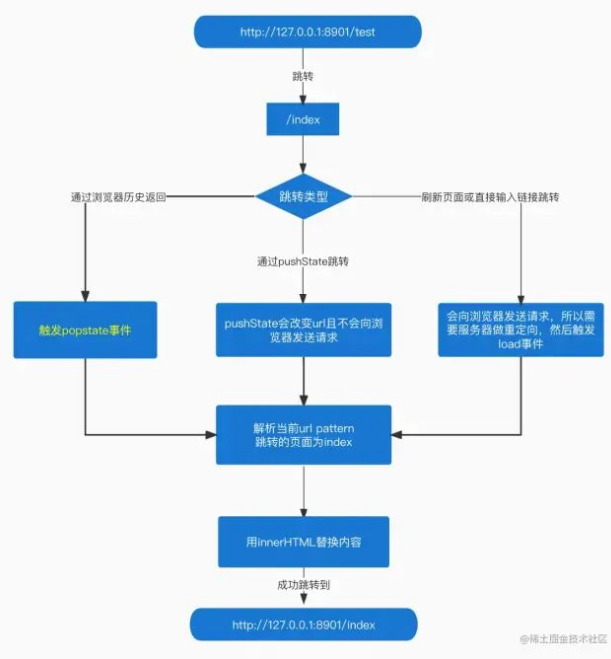 http://127.0.0.1:8901/test
跳转
/index
通过浏览器历史返回
跳转类型
刷新页面或直接输入链接跳转
通过pushState跳转
触发popstate事件
pushState会改变url且不会向浏
览器发送请求
会向浏览器发送请求，所以需
要服务器做重定向，然后触发
load事件
解析当前url pattern
跳转的页面为index
用innerHTML替换内容
成功跳转到
http://127.0.0.1:8901/index
@稀土掘金技术社区